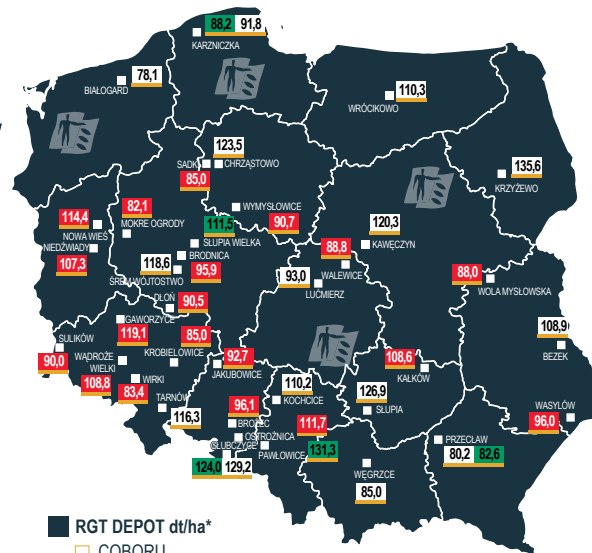 88,2 91,8
KARZNICZKA
78,1
BIAŁOGARD
110,3
WRÓCIKOWO
123,5
SADKI CHRZĄSTOWO
85,0
135,6
KRZYŻEWO
82,1
MOKRE OGRODY
WYMYSŁOWICE
90,7
114,4
NOWA WIEŚ
NIEDŹWIADY
107,3
111,5
SŁUPIA WIELKA
120,3
KAWĘCZYN
BRODNICA
118,6
95,9
ŚREM WÓJTOSTWO
88,8
WALEWICE
93,0
LUĆMIERZ
88,0
WOLA MYSŁOWSKA
DŁOŃ 90,5
GAWORZYCE
119,1
85,0
KROBIELOWICE
108,9
BEZEK
SULIKÓW
90,0
WĄDROŻE
WIELKI
108,8
WIRKI
83,4
92,7
JAKUBOWICE
108,6
KAŁKÓW
TARNÓW
116,3
110,2
KOCHCICE
126,9
SŁUPIA
96,1
BROŻEC
OSTROŻNICA
GŁUBCZYCE
124,0 129,2
111,7
PAWŁOWICE
131,3
WASYLÓW
96,0
PRZECŁAW
80,2 82,6
WĘGRZCE
85,0
RGT DEPOT dt/ha*
COBORU